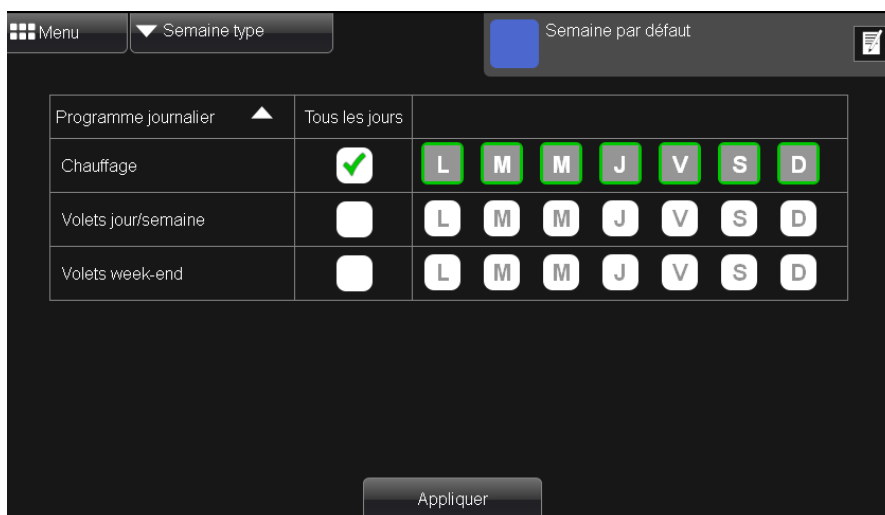 Menu Semaine type Semaine par défaut
Programme journalier Tous les jours
Chauffage L M M J V S D
Volets jour/semaine L M M J V S D
Volets week-end L M M J V S D
Appliquer